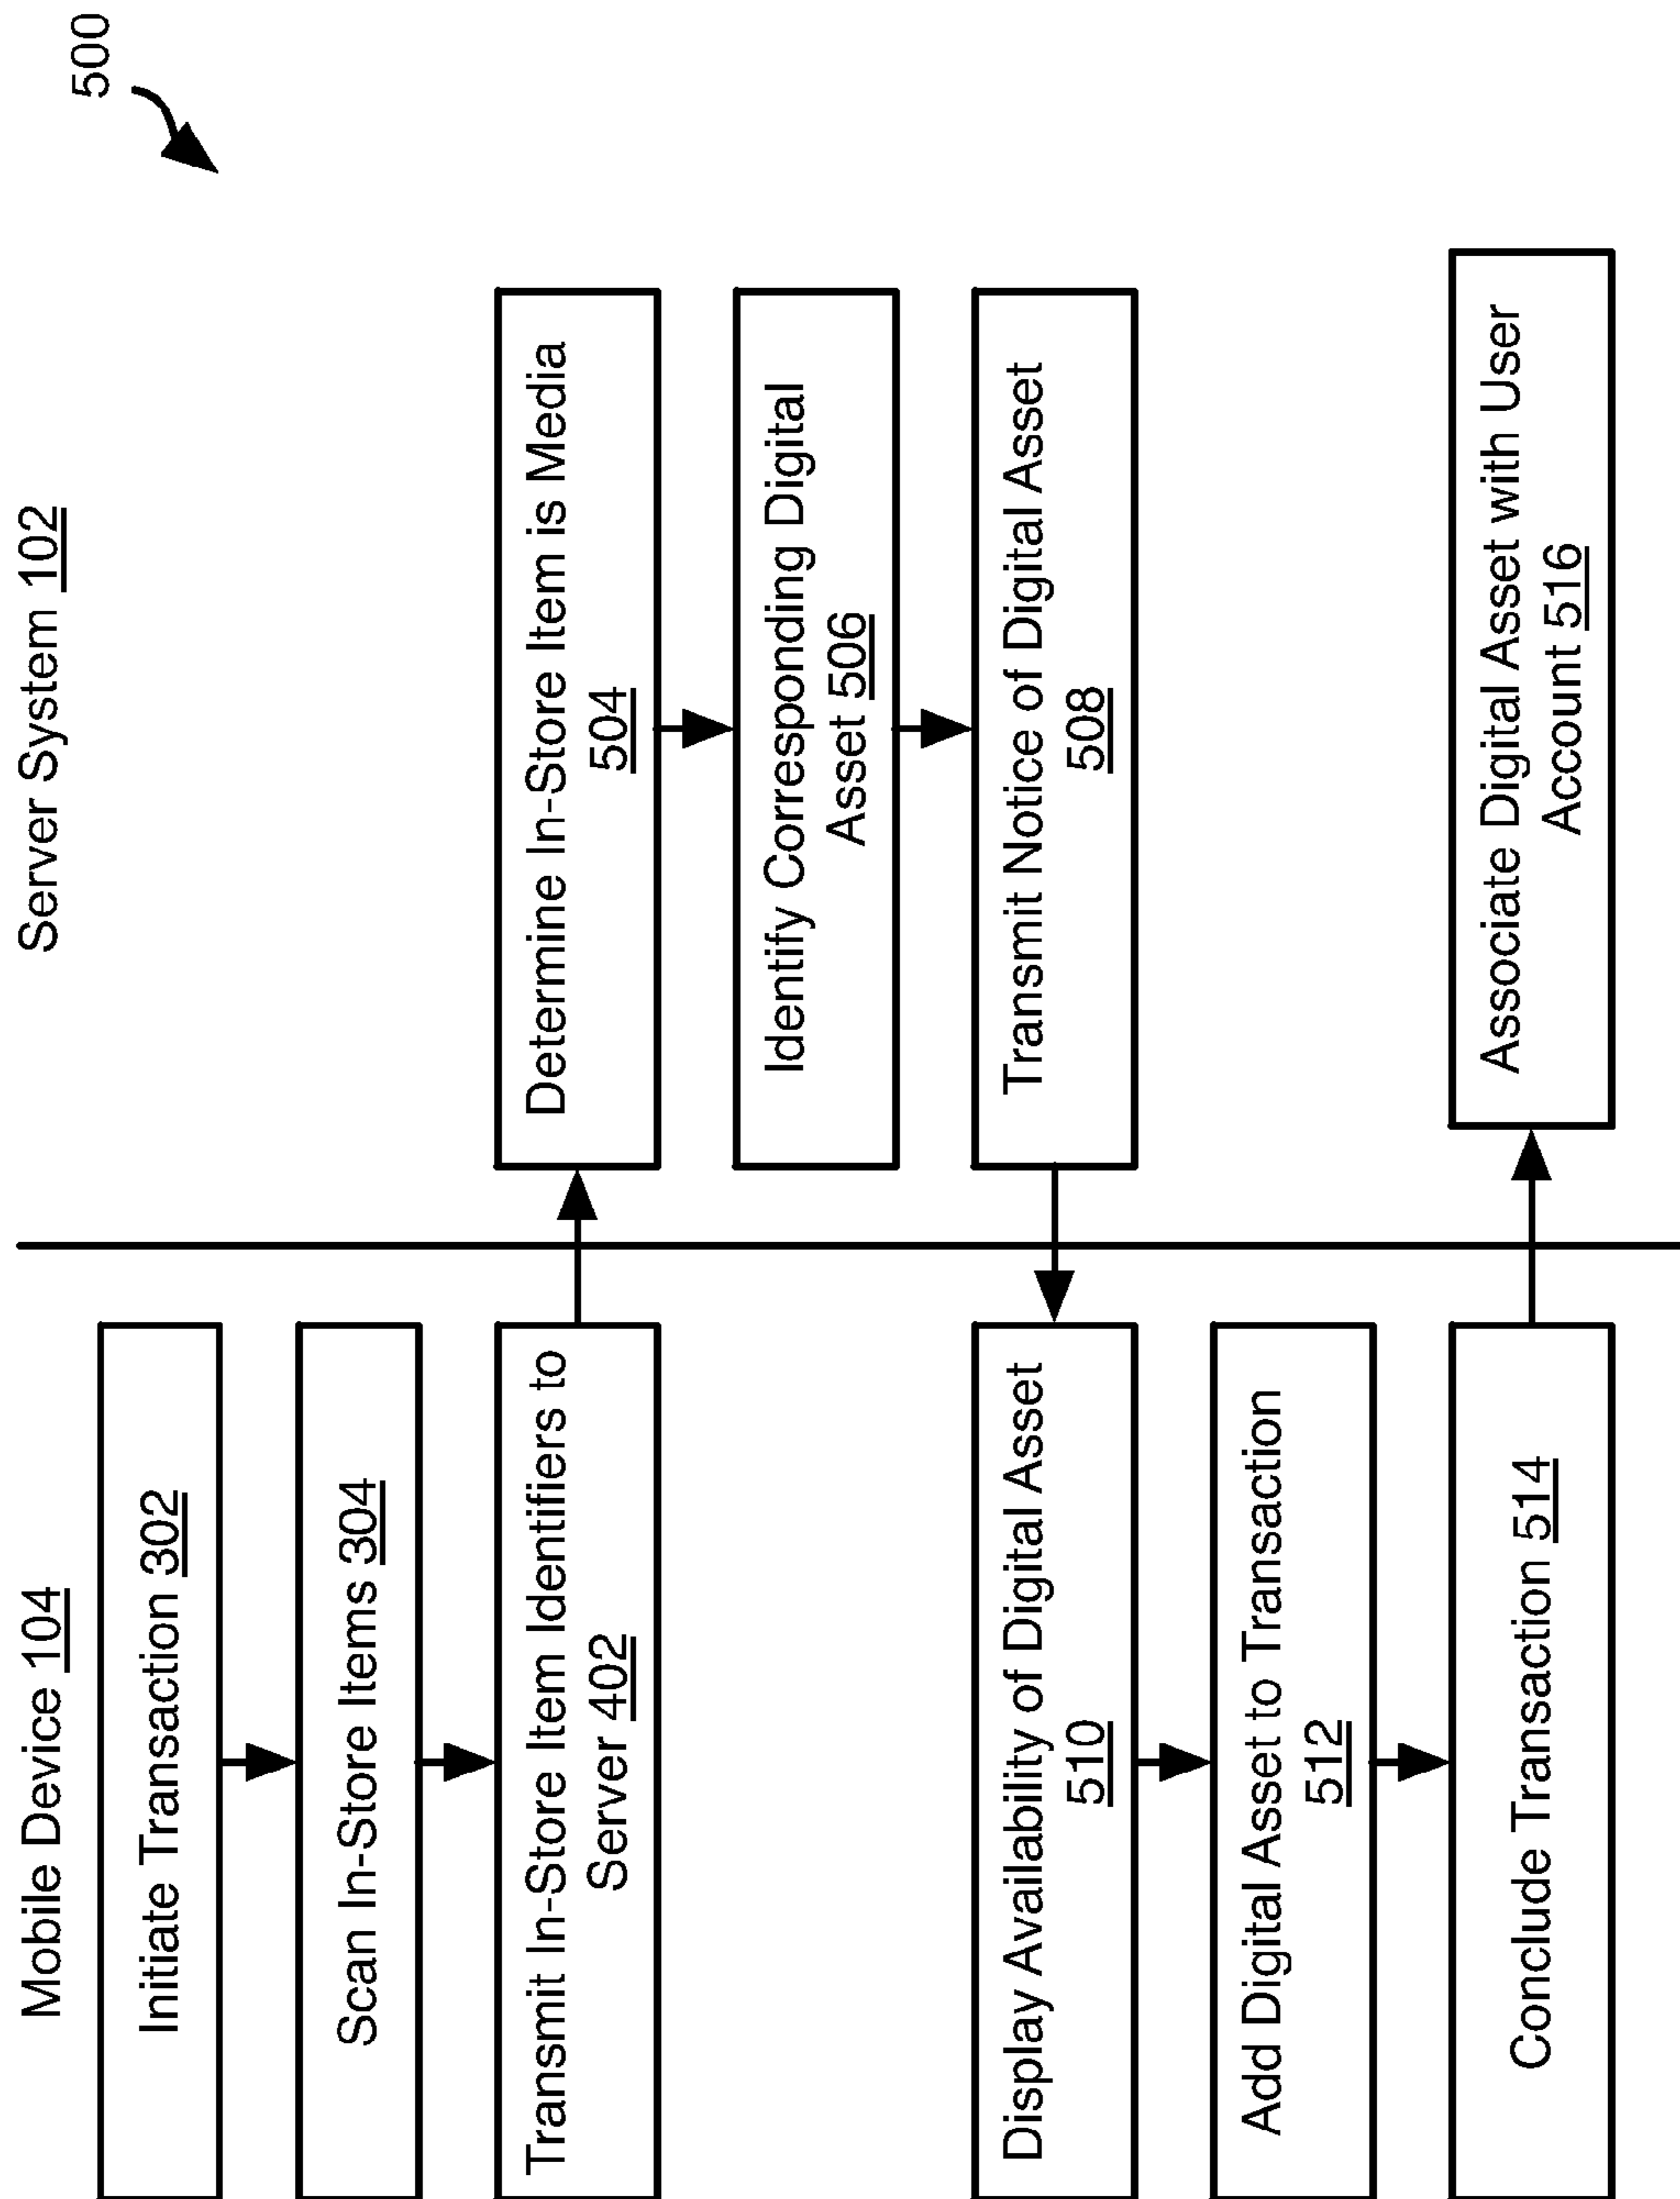 500
Mobile Device 104
Server System 102
Initiate Transaction 302
Scan In-Store Items 304
Transmit In-Store Item Identifiers to
Server 402
Determine In-Store Item is Media
504
Identify Corresponding Digital
Asset 506
Transmit Notice of Digital Asset
508
Display Availability of Digital Asset
510
Add Digital Asset to Transaction
512
Conclude Transaction 514
Associate Digital Asset with User
Account 516